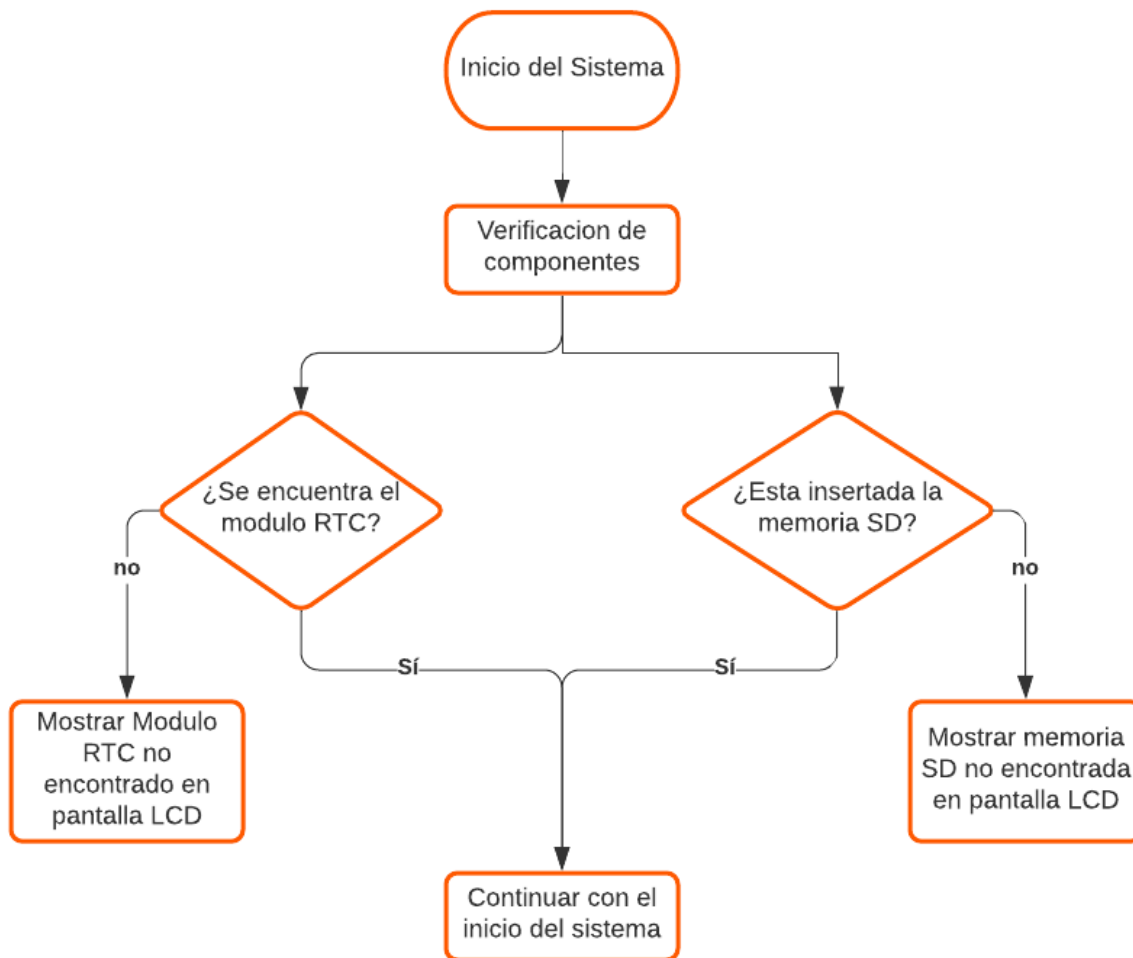 Inicio del Sistema
Verificacion de
componentes
¿Se encuentra el
modulo RTC?
¿Esta insertada la
memoria SD?
no
no
Sí
Sí
Mostrar Modulo
RTC no
encontrado en
pantalla LCD
Mostrar memoria
SD no encontrada
en pantalla LCD
Continuar con el
inicio del sistema